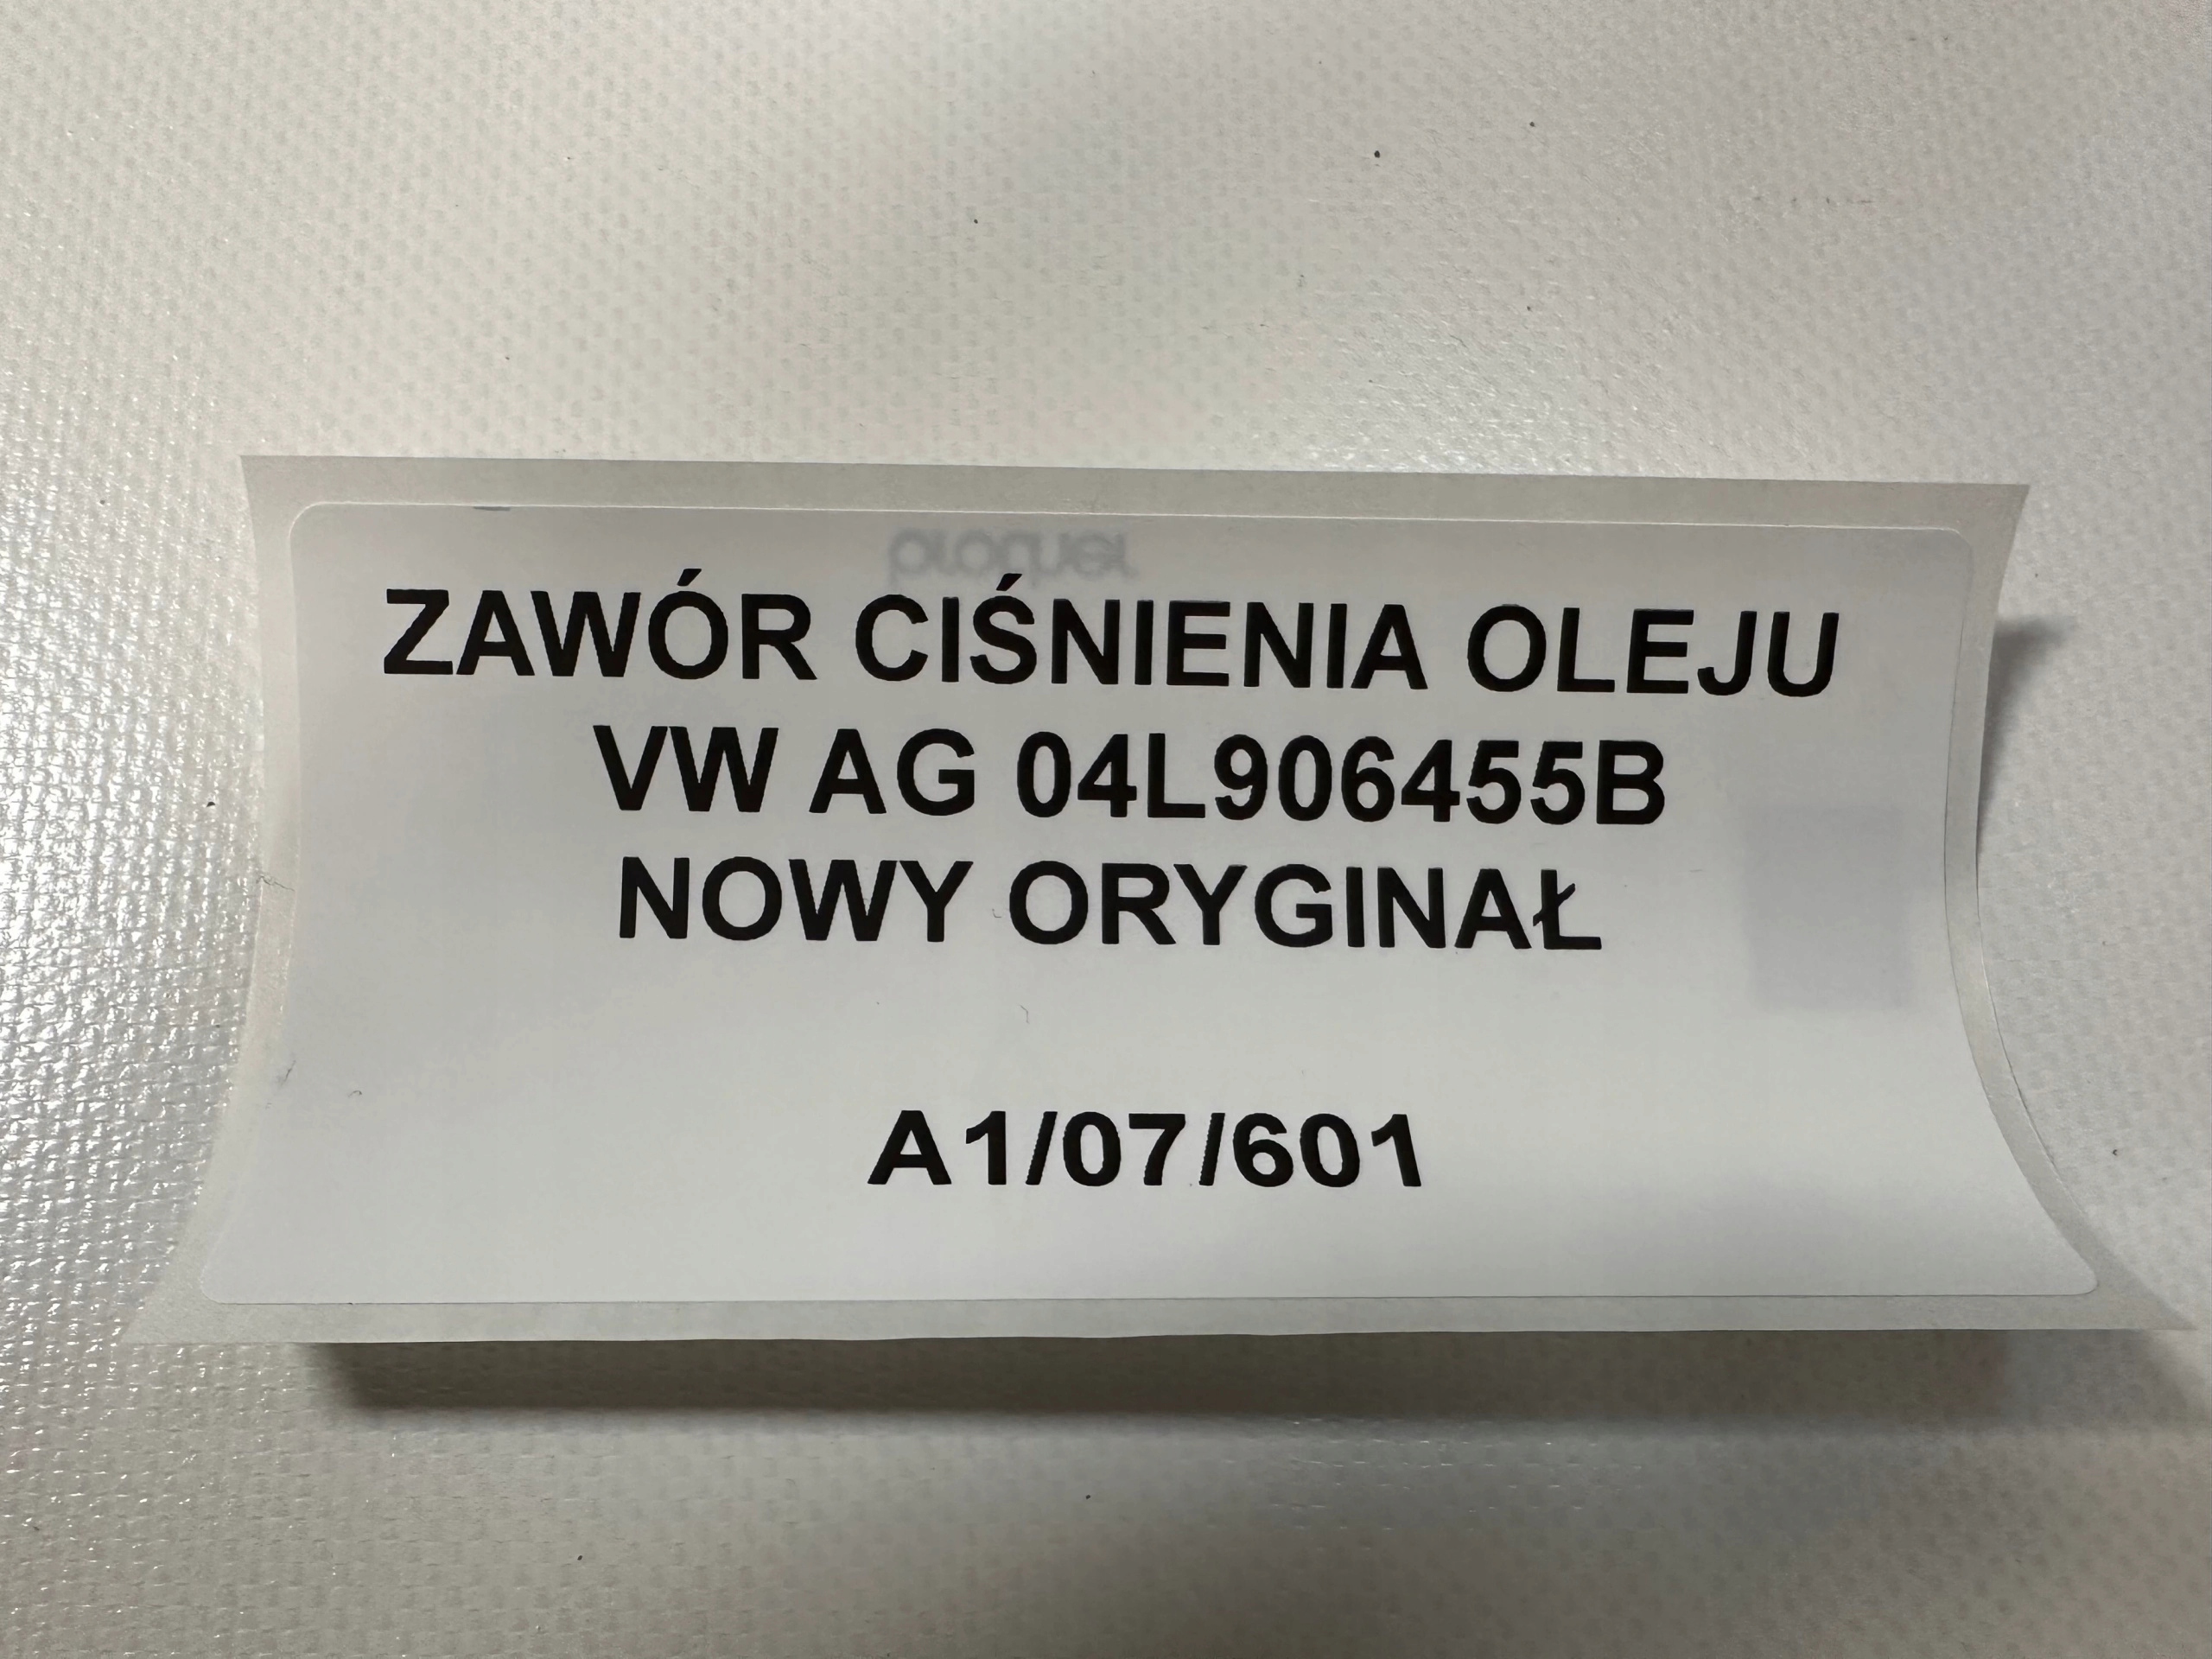 ZAWÓR CIŚNIENIA OLEJU
VW AG 04L906455B
NOWY ORYGINAŁ
A1/07/601